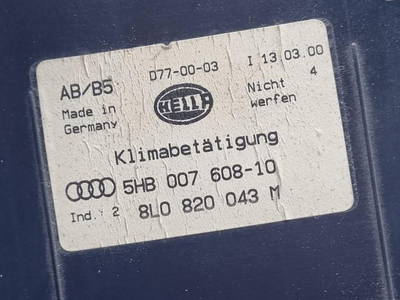 AB/B5 D77-00-03 I 13.03.00
Made in Germany HELLA Nicht werfen 4
Klimabetätigung
5HB 007 608-10
Ind. 2 8L0 820 043 M